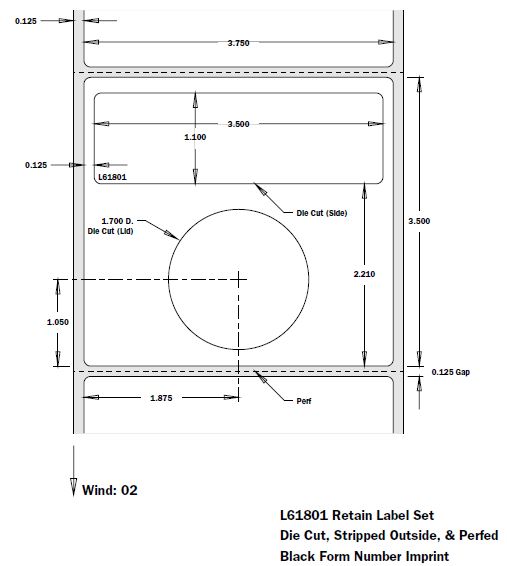 0.125
3.750
3.500
1.100
0.125
L61801
Die Cut (Side)
1.700 D.
Die Cut (Lid)
3.500
2.210
1.050
0.125 Gap
1.875
Perf
Wind: 02
L61801 Retain Label Set
Die Cut, Stripped Outside, & Perfed
Black Form Number Imprint